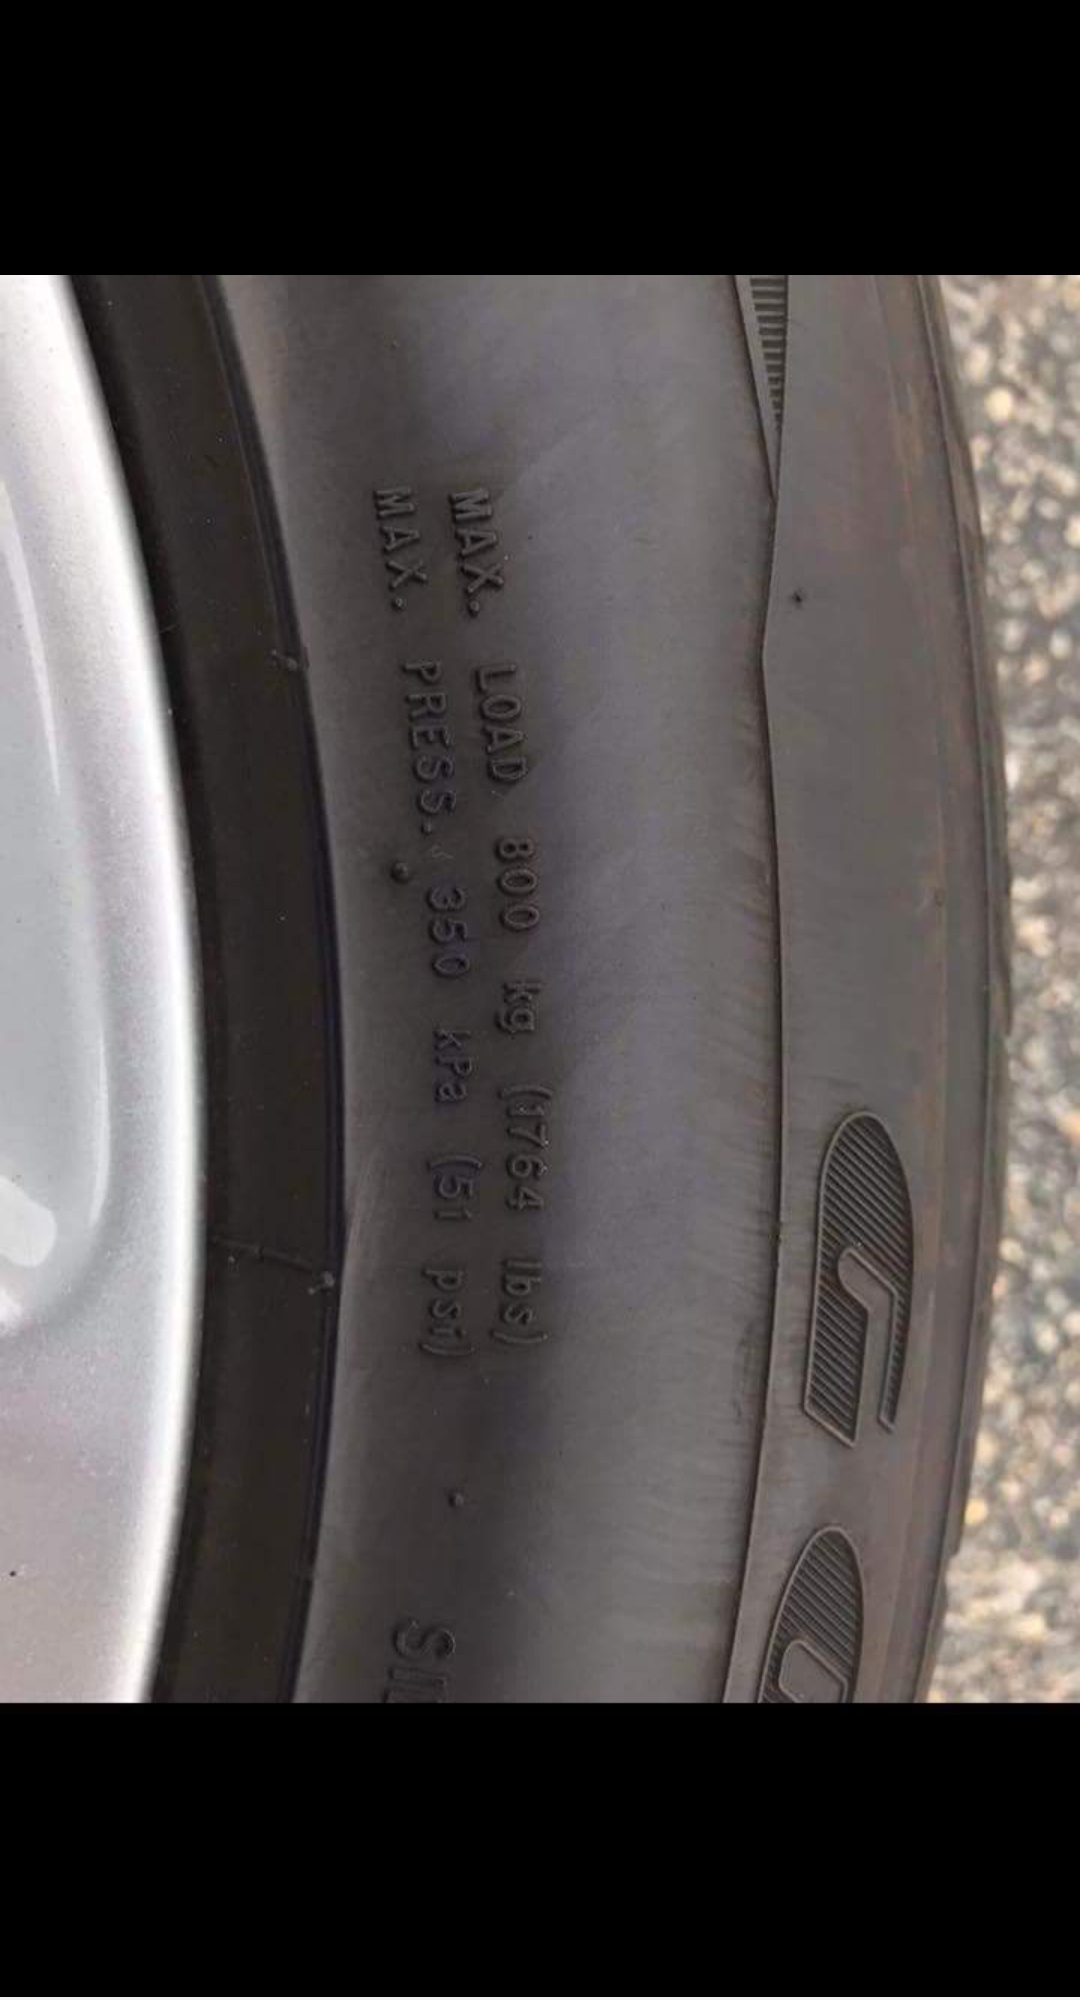 MAX. LOAD 800 kg (1764 lbs)
MAX. PRESS. 350 kPa (51 psi)